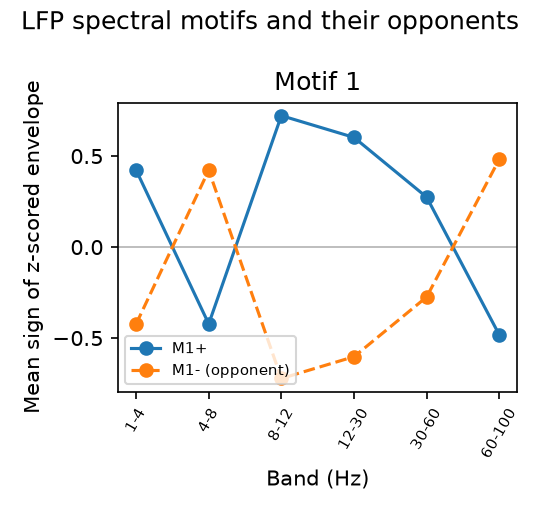 LFP spectral motifs and their opponents
Motif 1
Mean sign of z-scored envelope
0.5
0.0
−0.5
M1+
M1- (opponent)
1-4
4-8
8-12
12-30
30-60
60-100
Band (Hz)